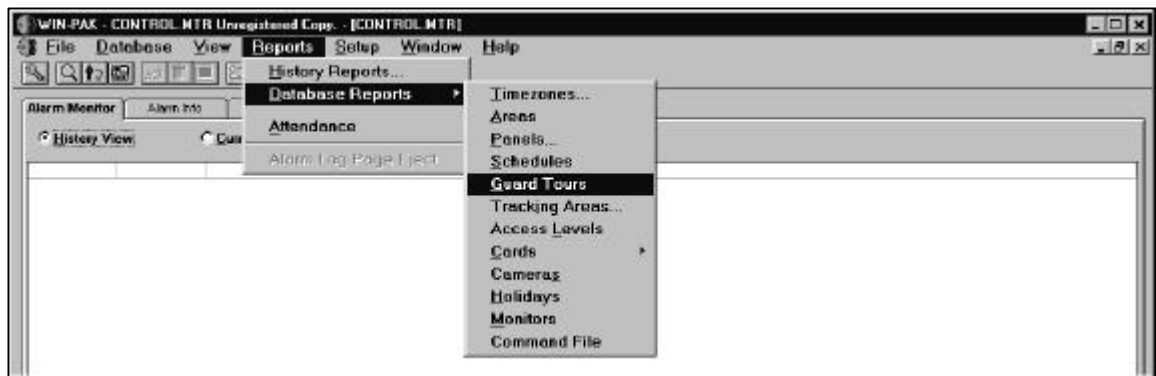 WIN-PAK - CONTROL.MTR Unregistered Copy. - [CONTROL.MTR]
File Database View Reports Setup Window Help
History Reports...
Database Reports
Attendance
Alarm Log Page Eject
Timezones...
Areas
Panels...
Schedules
Guard Tours
Tracking Areas...
Access Levels
Cards
Cameras
Holidays
Monitors
Command File
Alarm Monitor Alarm Info
History View